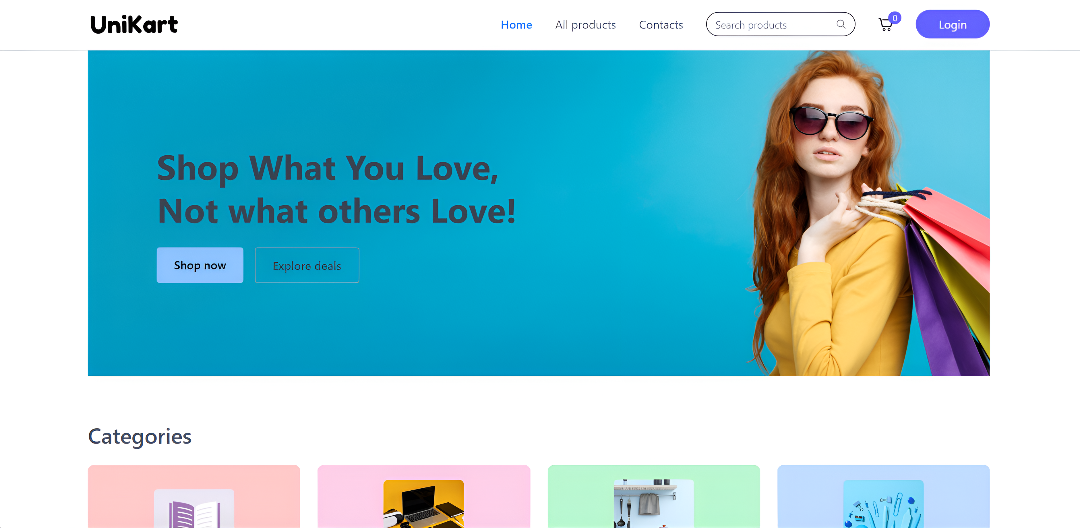 UniKart
Home
All products
Contacts
Search products
0
Login
Shop What You Love,
Not what others Love!
Shop now
Explore deals
Categories